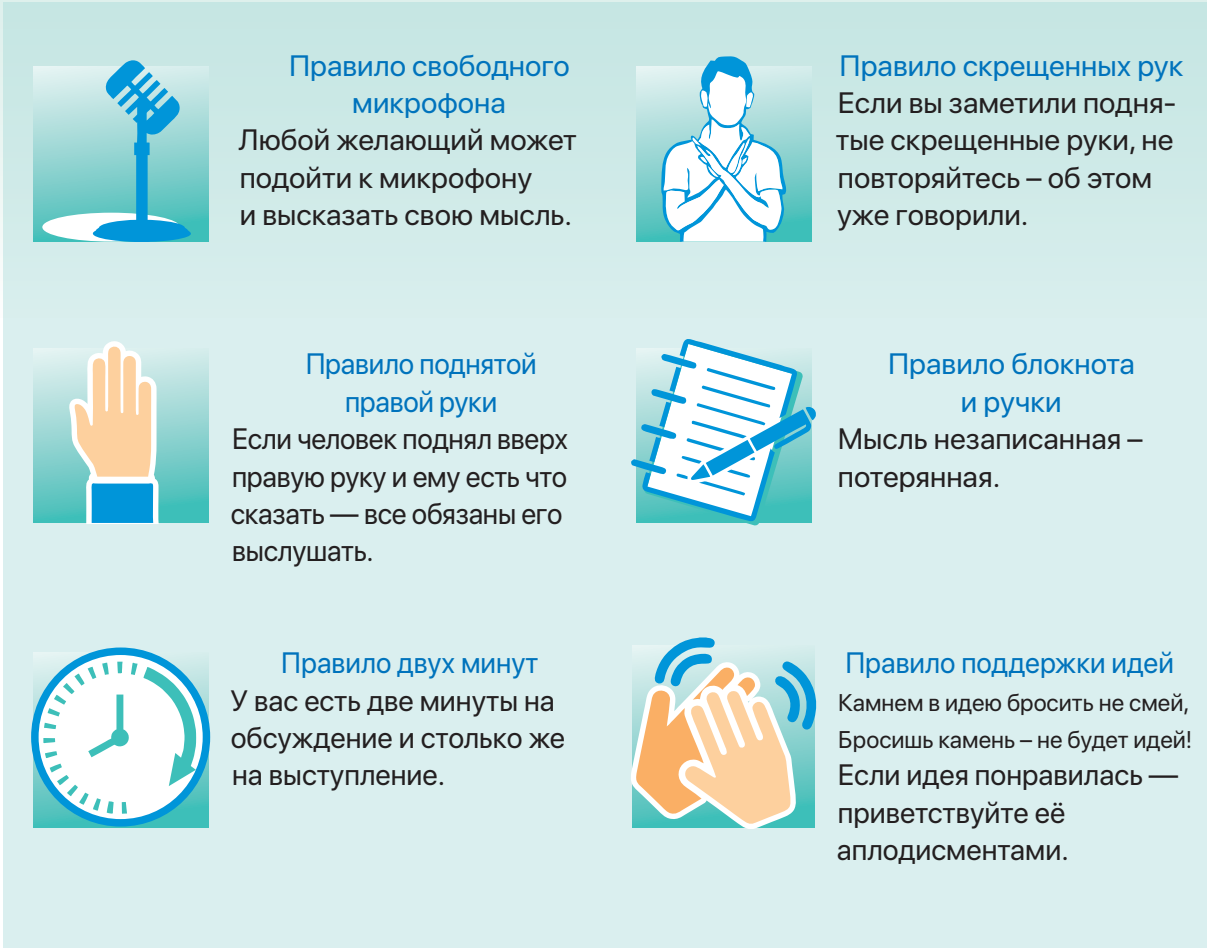 Правило свободного
микрофона
Любой желающий может
подойти к микрофону
и высказать свою мысль.
Правило скрещенных рук
Если вы заметили подня-
тые скрещенные руки, не
повторяйтесь – об этом
уже говорили.
Правило поднятой
правой руки
Если человек поднял вверх
правую руку и ему есть что
сказать — все обязаны его
выслушать.
Правило блокнота
и ручки
Мысль незаписанная –
потерянная.
Правило двух минут
У вас есть две минуты на
обсуждение и столько же
на выступление.
Правило поддержки идей
Камнем в идею бросить не смей,
Бросишь камень – не будет идей!
Если идея понравилась —
приветствуйте её
аплодисментами.